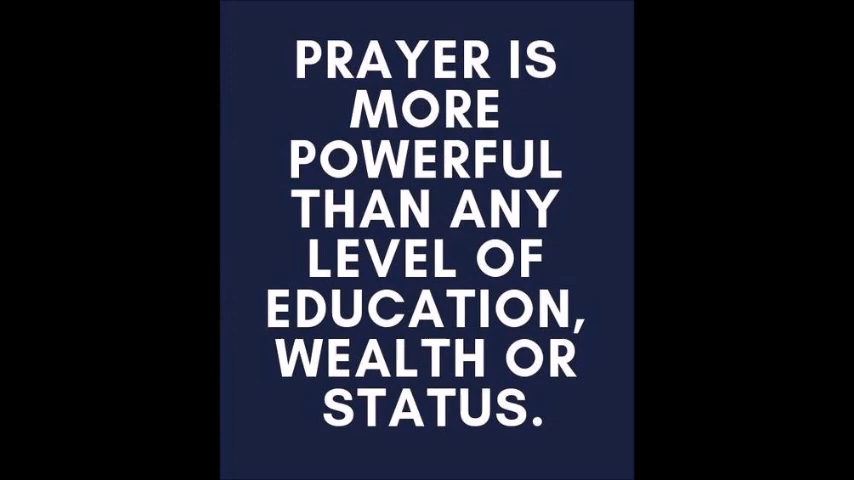 PRAYER IS
MORE
POWERFUL
THAN ANY
LEVEL OF
EDUCATION,
WEALTH OR
STATUS.